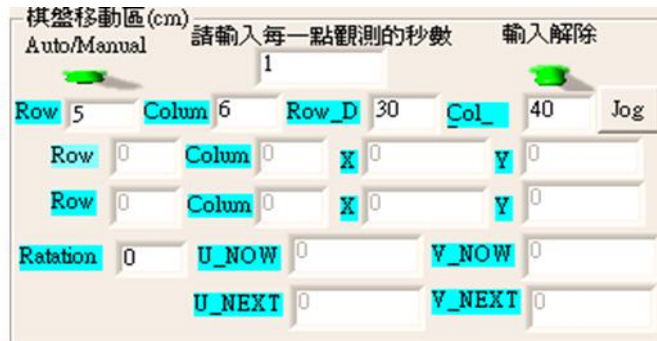 棋盤移動區(cm)
Auto/Manual 請輸入每一點觀測的秒數 輸入解除
1
Row 5 Colum 6 Row_D 30 Col_ 40 Jog
Row 0 Colum 0 X 0 Y 0
Row 0 Colum 0 X 0 Y 0
Ratation 0 U_NOW 0 V_NOW 0
U_NEXT 0 V_NEXT 0